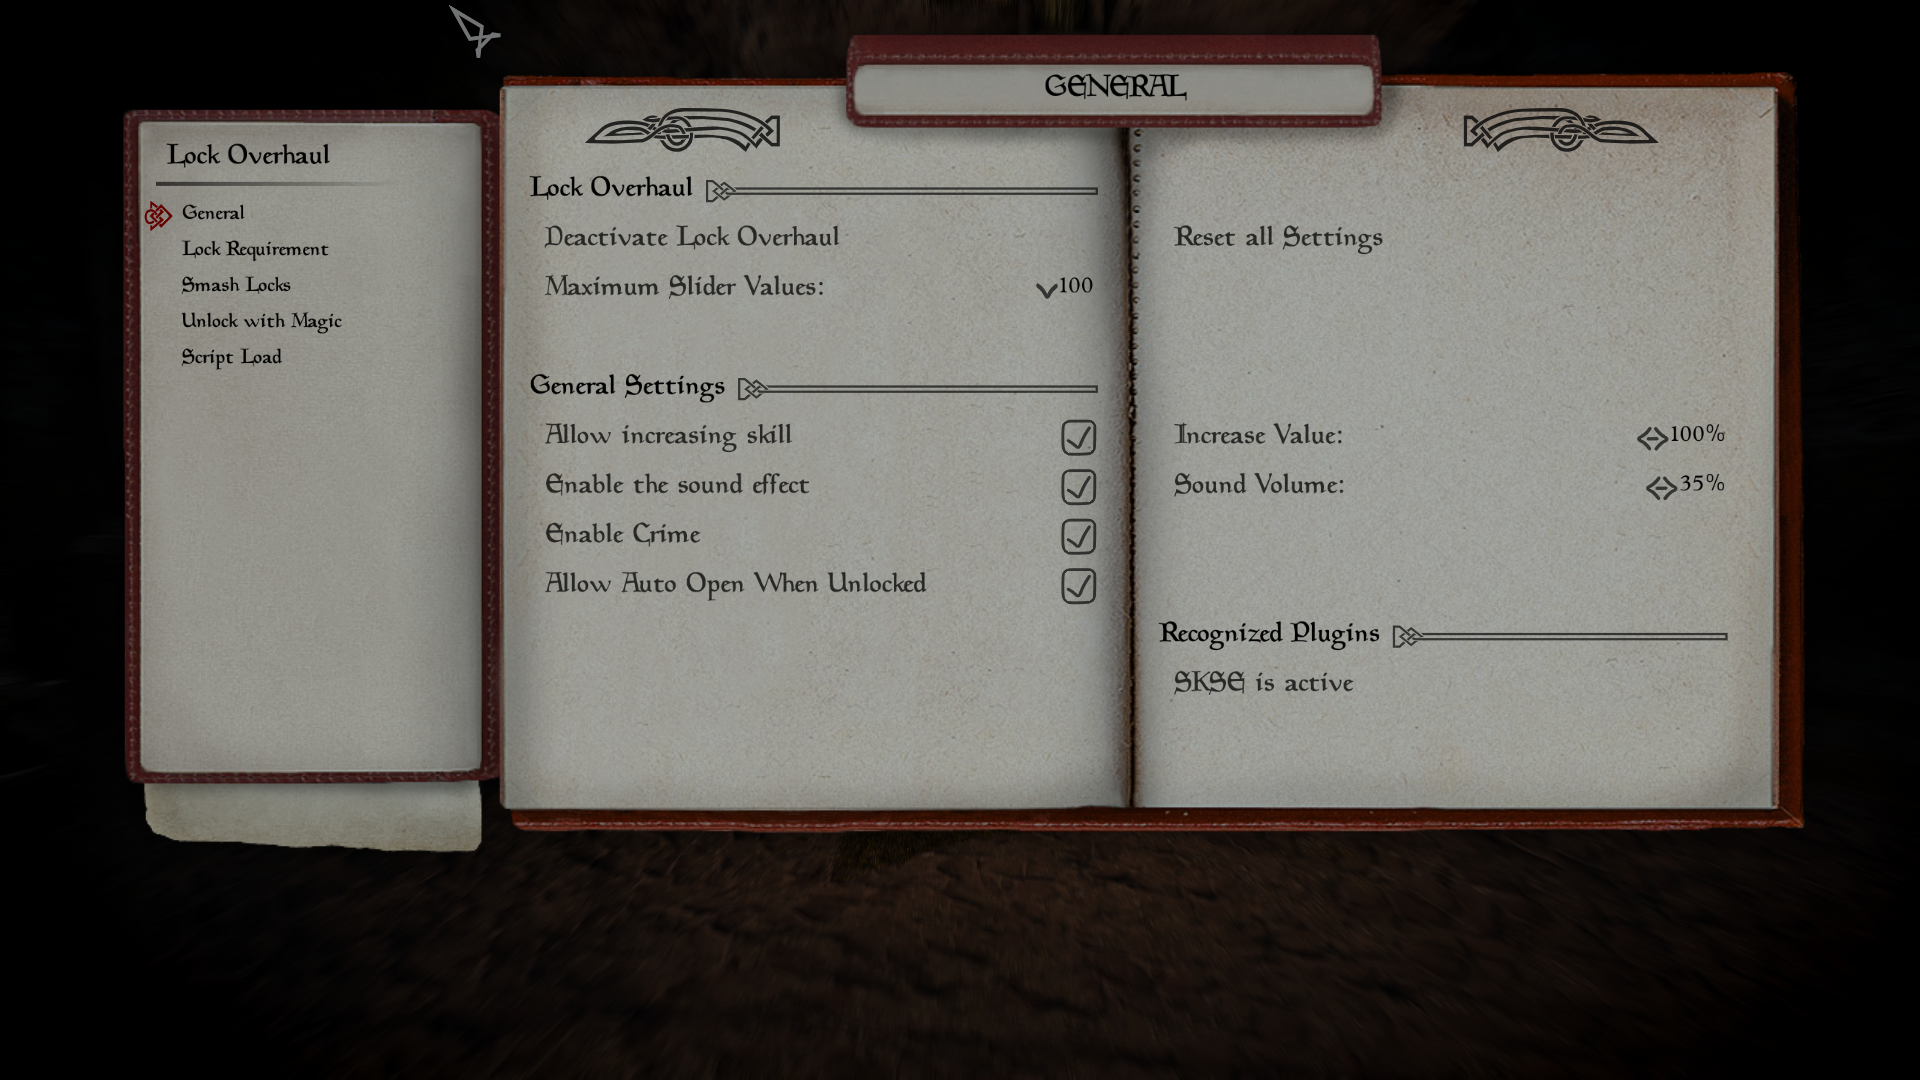 GENERAL
Lock Overhaul
General
Lock Requirement
Smash Locks
Unlock with Magic
Script Load
Lock Overhaul
Deactivate Lock Overhaul
Maximum Slider Values: 100
General Settings
Allow increasing skill
Enable the sound effect
Enable Crime
Allow Auto Open When Unlocked
Reset all Settings
Increase Value: 100%
Sound Volume: 35%
Recognized Plugins
SKSE is active